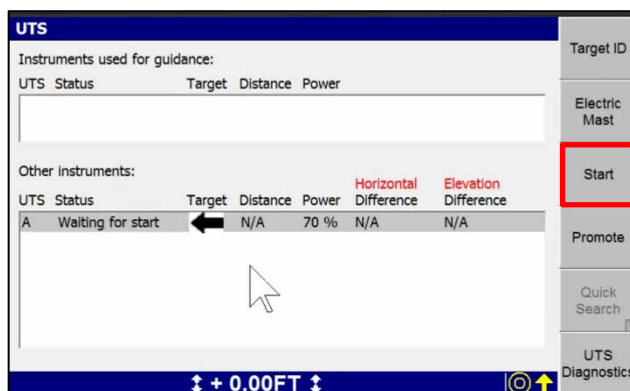 UTS
Instruments used for guidance:
UTS Status Target Distance Power
Other instruments:
UTS Status Target Distance Power Horizontal Difference Elevation Difference
A Waiting for start N/A 70 % N/A N/A
+ 0.00FT
Target ID
Electric
Mast
Start
Promote
Quick
Search
UTS
Diagnostics